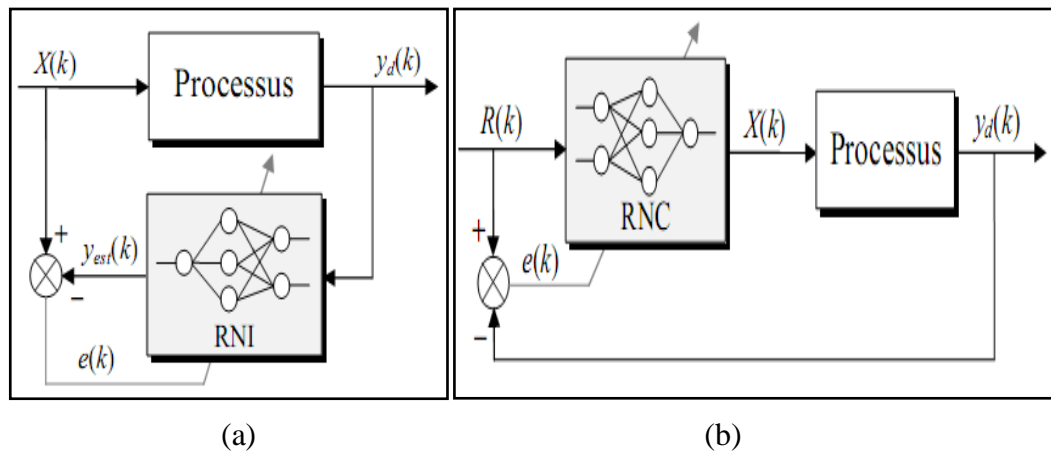 X(k)
Processus
y_d(k)
+
y_est(k)
−
RNI
e(k)
R(k)
RNC
X(k)
Processus
y_d(k)
+
e(k)
−
(a)
(b)